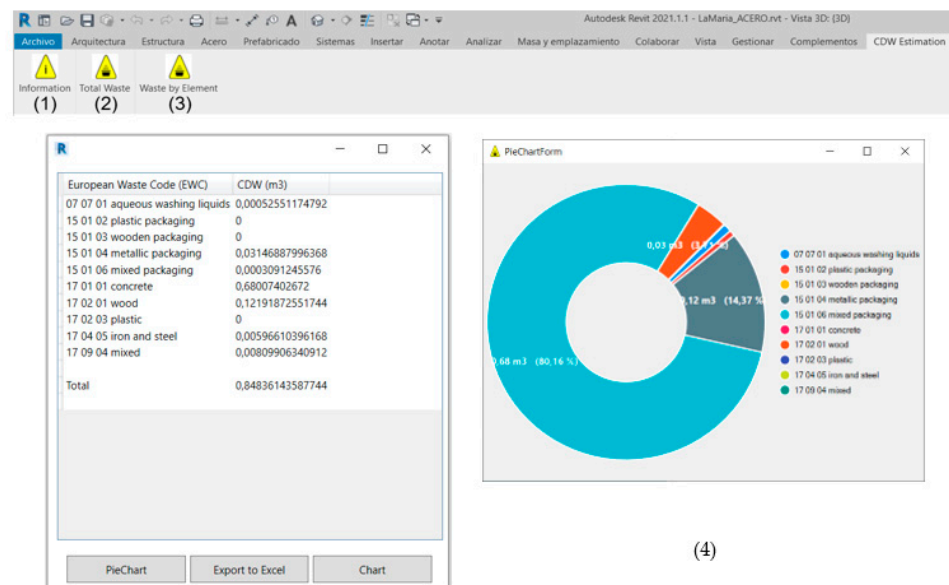 Autodesk Revit 2021.1.1 - LaMaria_ACERO.rvt - Vista 3D: {3D}
Archivo Arquitectura Estructura Acero Prefabricado Sistemas Insertar Anotar Analizar Masa y emplazamiento Colaborar Vista Gestionar Complementos CDW Estimation
Information Total Waste Waste by Element
(1) (2) (3)
European Waste Code (EWC) CDW (m3)
07 07 01 aqueous washing liquids 0,00052551174792
15 01 02 plastic packaging 0
15 01 03 wooden packaging 0
15 01 04 metallic packaging 0,03146887996368
15 01 06 mixed packaging 0,0003091245576
17 01 01 concrete 0,68007402672
17 02 01 wood 0,12191872551744
17 02 03 plastic 0
17 04 05 iron and steel 0,00596610396168
17 09 04 mixed 0,00809906340912
Total 0,84836143587744
PieChart Export to Excel Chart
PieChartForm
0,03 m3
,12 m3 (14,37 %
,68 m3 (80,16 %)
07 07 01 aqueous washing liquids
15 01 02 plastic packaging
15 01 03 wooden packaging
15 01 04 metallic packaging
15 01 06 mixed packaging
17 01 01 concrete
17 02 01 wood
17 02 03 plastic
17 04 05 iron and steel
17 09 04 mixed
(4)